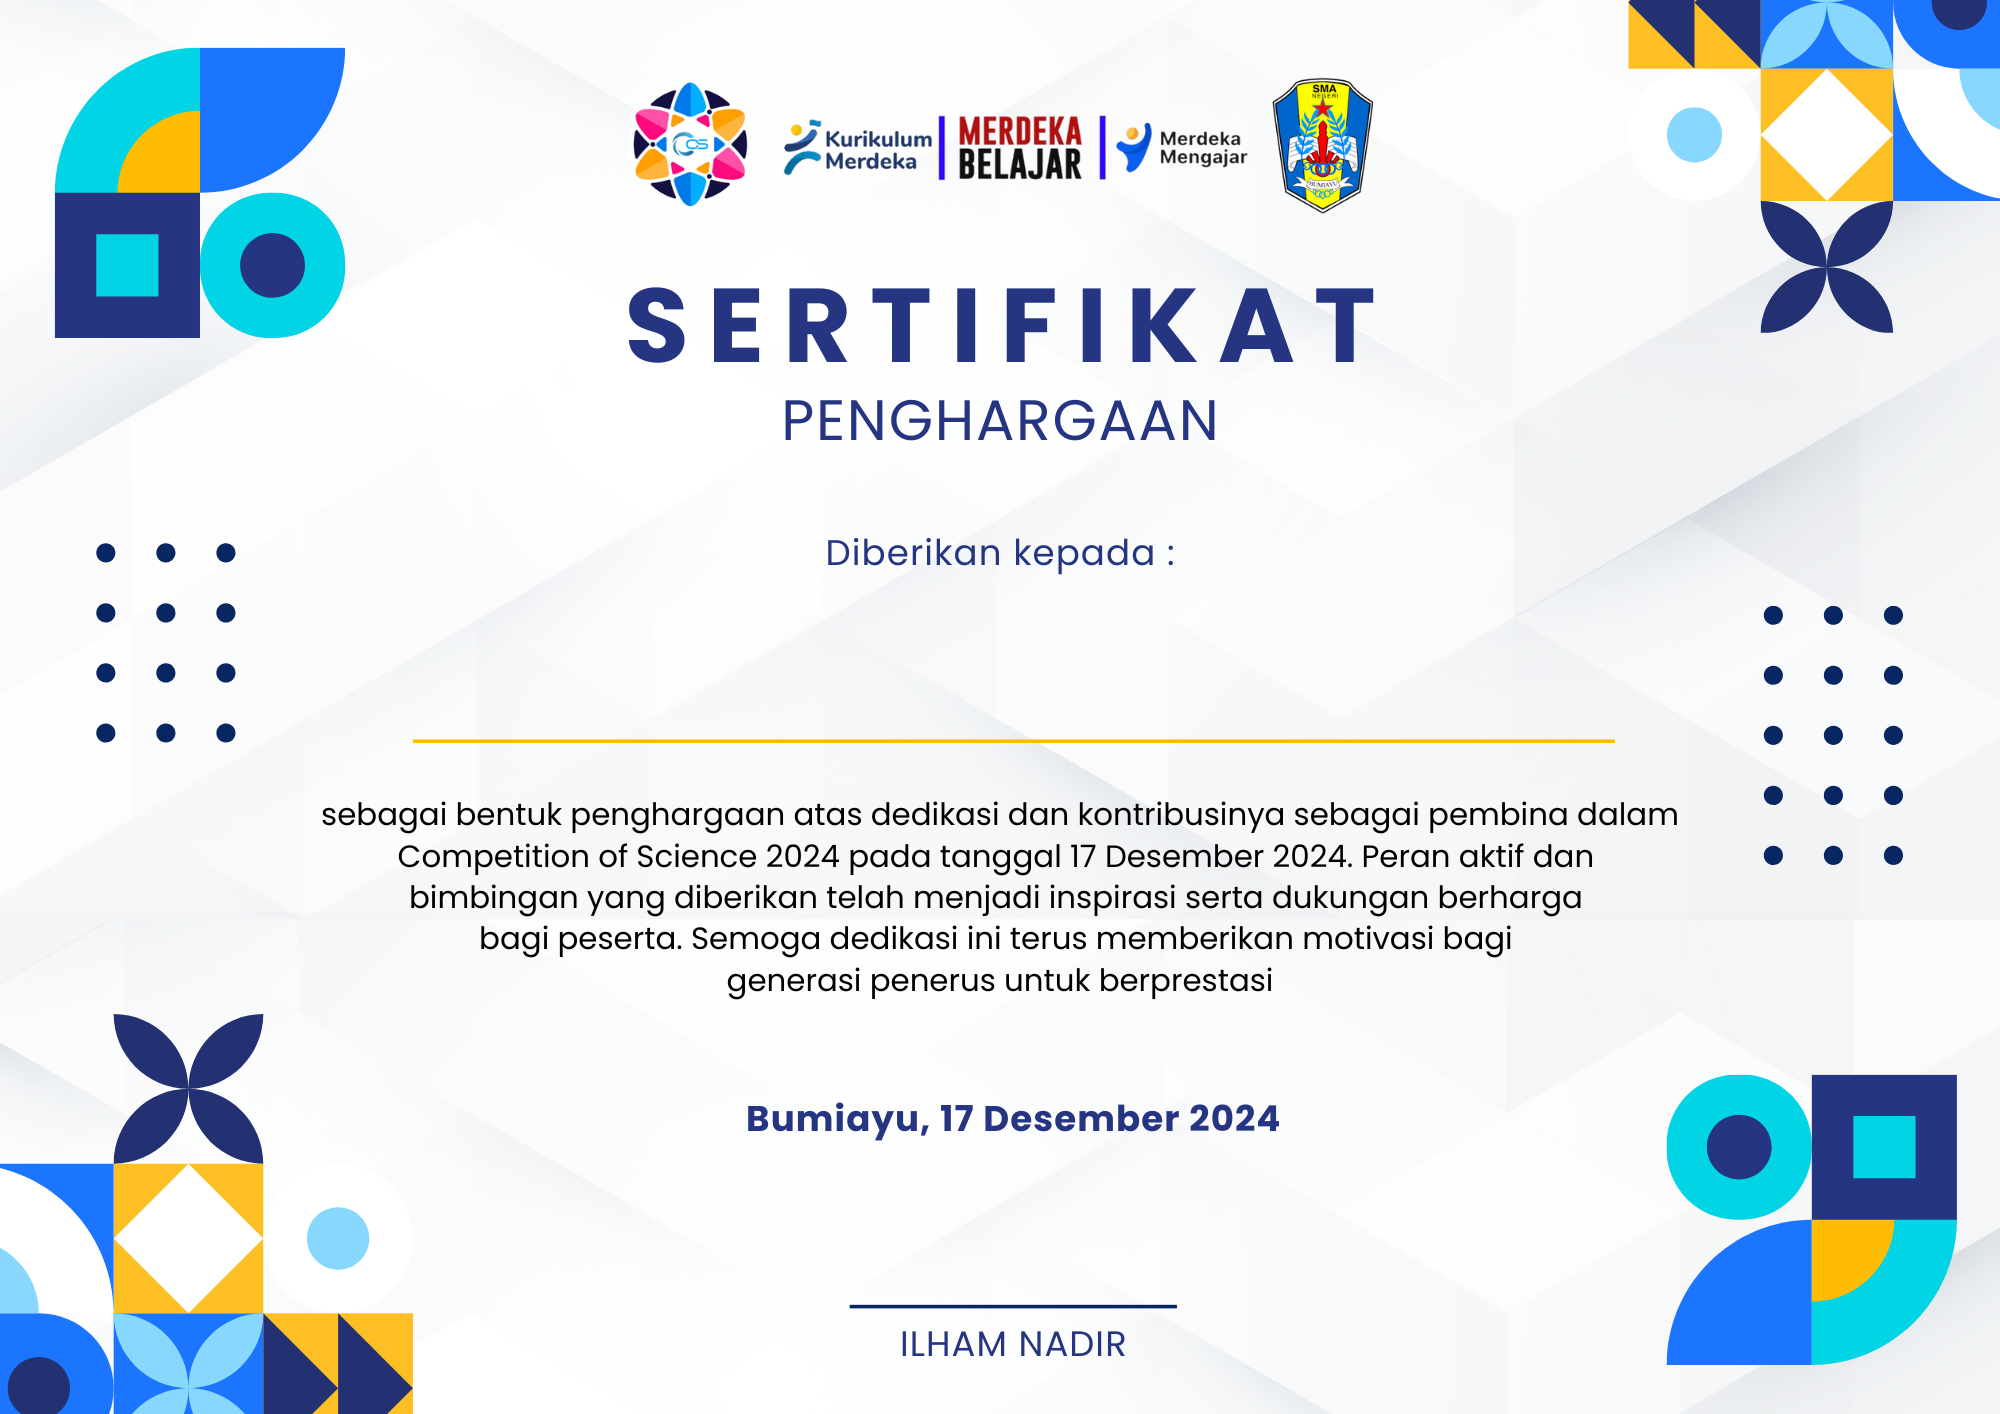 COS
Kurikulum
Merdeka
MERDEKA
BELAJAR
Merdeka
Mengajar
SMA
NEGERI
BUMIAYU
SERTIFIKAT
PENGHARGAAN
Diberikan kepada :
sebagai bentuk penghargaan atas dedikasi dan kontribusinya sebagai pembina dalam
Competition of Science 2024 pada tanggal 17 Desember 2024. Peran aktif dan
bimbingan yang diberikan telah menjadi inspirasi serta dukungan berharga
bagi peserta. Semoga dedikasi ini terus memberikan motivasi bagi
generasi penerus untuk berprestasi
Bumiayu, 17 Desember 2024
ILHAM NADIR